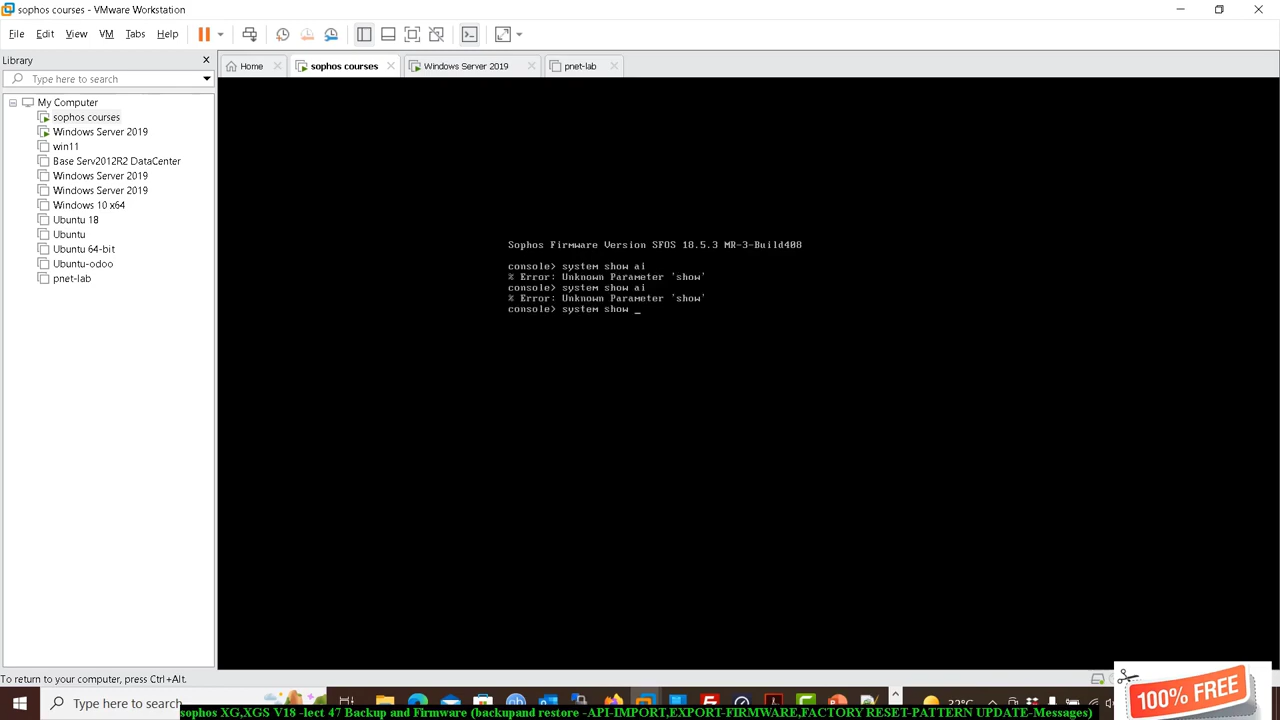 sophos courses - VMware Workstation
File Edit View VM Tabs Help
Library
Type here to search
Home
sophos courses
Windows Server 2019
pnet-lab
My Computer
sophos courses
Windows Server 2019
win11
Base Serv2012R2 DataCenter
Windows Server 2019
Windows Server 2019
Windows 10 x64
Ubuntu 18
Ubuntu
Ubuntu 64-bit
Ubuntu-odoo
pnet-lab
Sophos Firmware Version SFOS 18.5.3 MR-3-Build408
console> system show ai
% Error: Unknown Parameter 'show'
console> system show ai
% Error: Unknown Parameter 'show'
console> system show _
To return to your computer, press Ctrl+Alt.
Type here to search
sophos XG,XGS V18 -lect 47 Backup and Firmware (backupand restore -API-IMPORT,EXPORT-FIRMWARE,FACTORY RESET-PATTERN UPDATE-Messages)
100% FREE